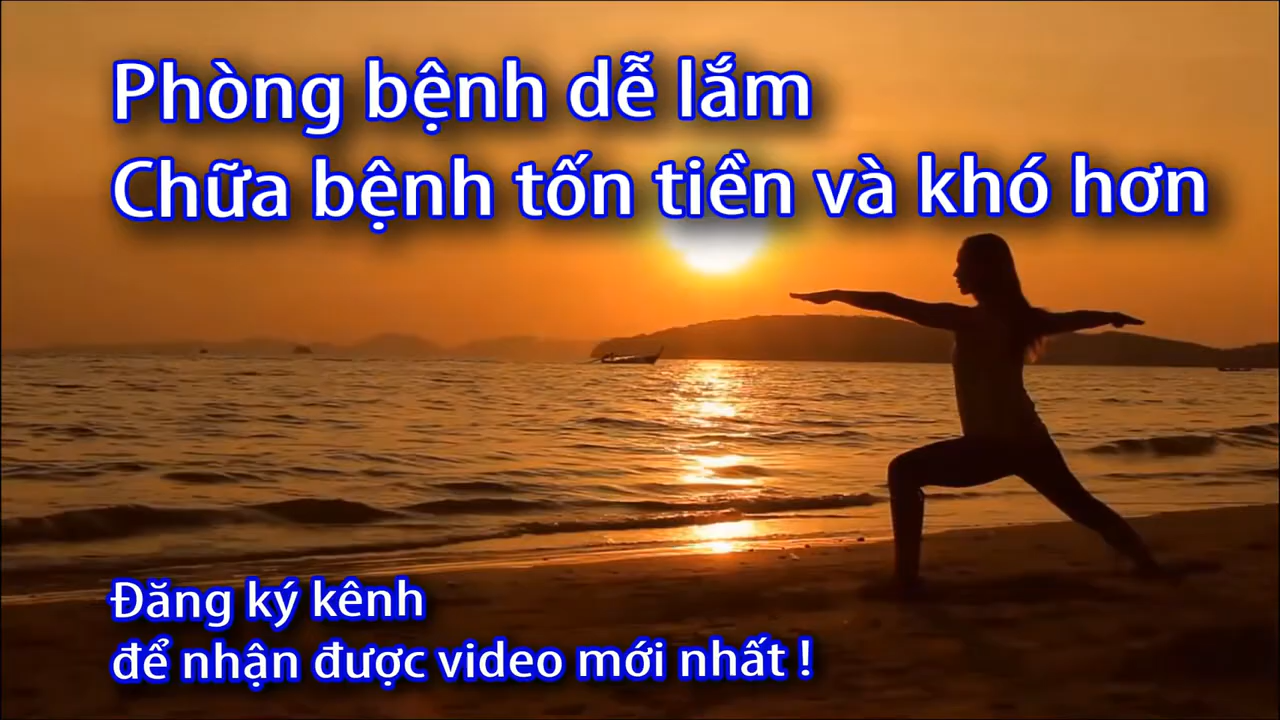 Phòng bệnh dễ lắm
Chữa bệnh tốn tiền và khó hơn
Đăng ký kênh
để nhận được video mới nhất !